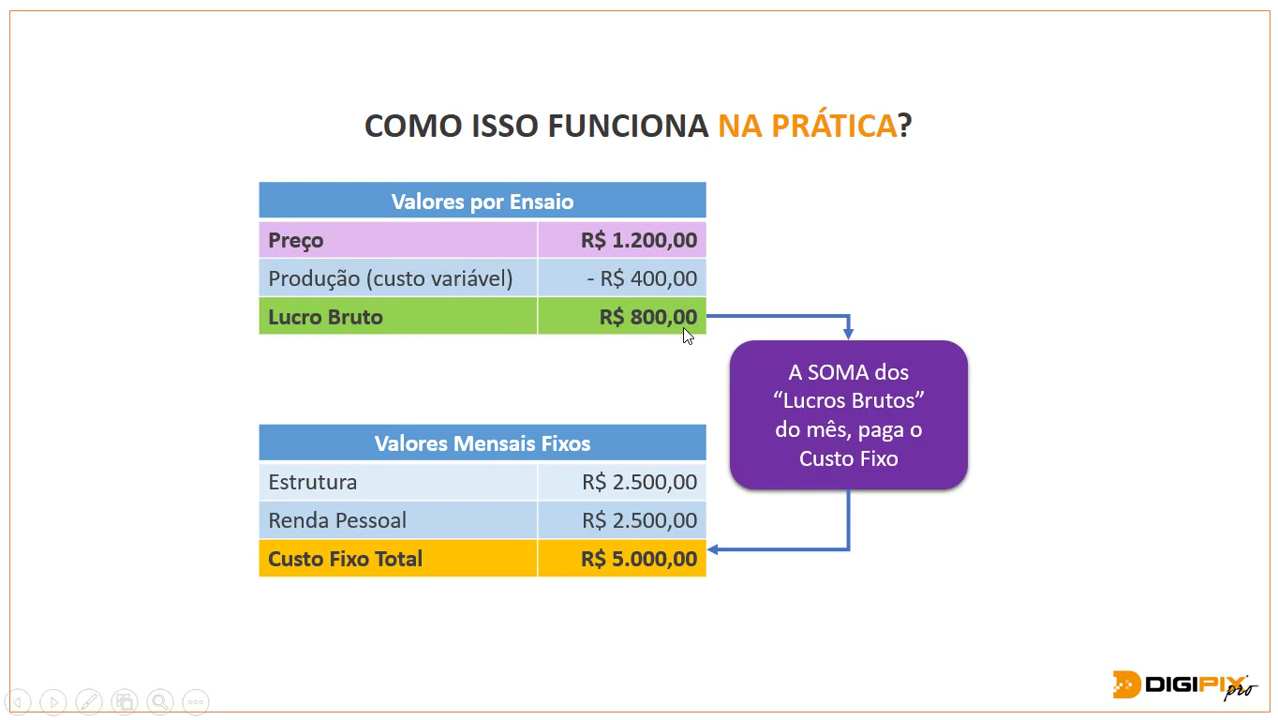 COMO ISSO FUNCIONA NA PRÁTICA?
Valores por Ensaio
Preço R$ 1.200,00
Produção (custo variável) - R$ 400,00
Lucro Bruto R$ 800,00
A SOMA dos
“Lucros Brutos”
do mês, paga o
Custo Fixo
Valores Mensais Fixos
Estrutura R$ 2.500,00
Renda Pessoal R$ 2.500,00
Custo Fixo Total R$ 5.000,00
DIGIPIX pro